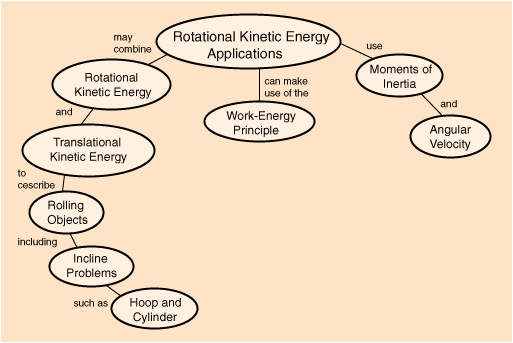 Rotational Kinetic Energy
Applications
may
combine
use
Rotational
Kinetic Energy
can make
use of the
Moments of
Inertia
and
Work-Energy
Principle
and
Angular
Velocity
Translational
Kinetic Energy
to
cescribe
Rolling
Objects
including
Incline
Problems
such as
Hoop and
Cylinder